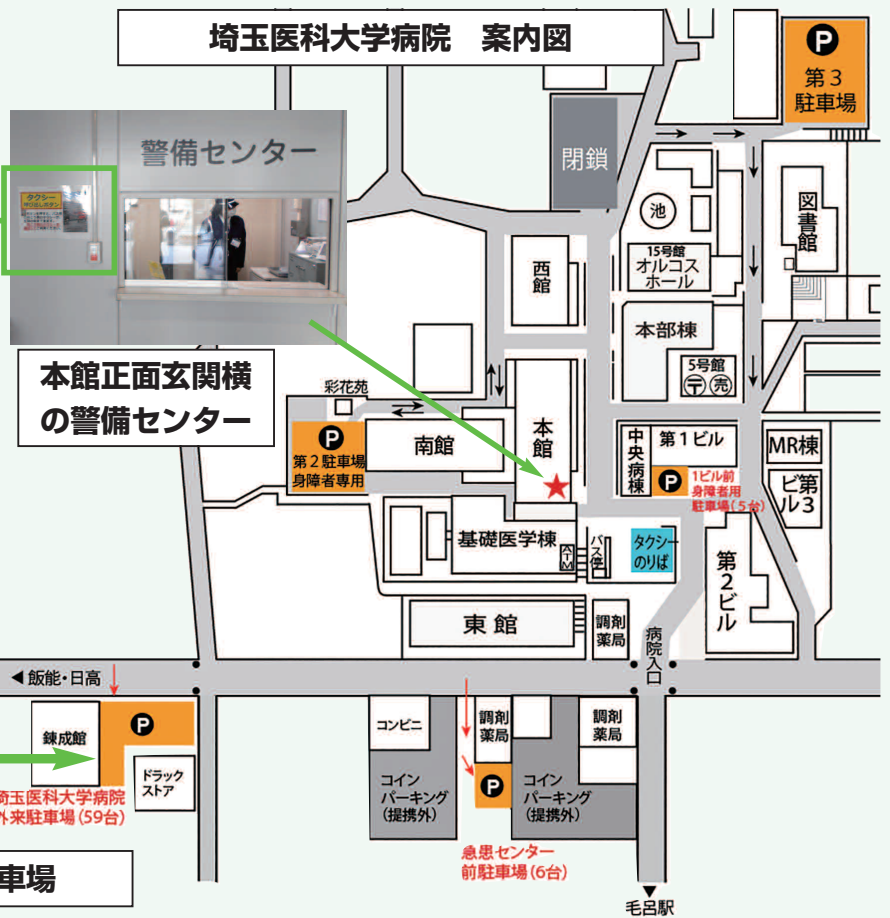 埼玉医科大学病院　案内図
P
第3
駐車場
警備センター
タクシー
呼び出しボタン
閉鎖
池
図書館
15号館
オルコス
ホール
西館
本部棟
5号館
〒 売
本館正面玄関横
の警備センター
彩花苑
P
第2駐車場
身障者専用
南館
本館
中央病棟
第1ビル
P
1ビル前
身障者用
駐車場(5台)
MR棟
第3ビル
基礎医学棟
ATM
バス停
タクシー
のりば
第2ビル
東館
調剤
薬局
病院入口
◀飯能・日高
錬成館
P
ドラック
ストア
埼玉医科大学病院
外来駐車場(59台)
コンビニ
コイン
パーキング
(提携外)
調剤
薬局
P
コイン
パーキング
(提携外)
調剤
薬局
急患センター
前駐車場(6台)
車場
毛呂駅